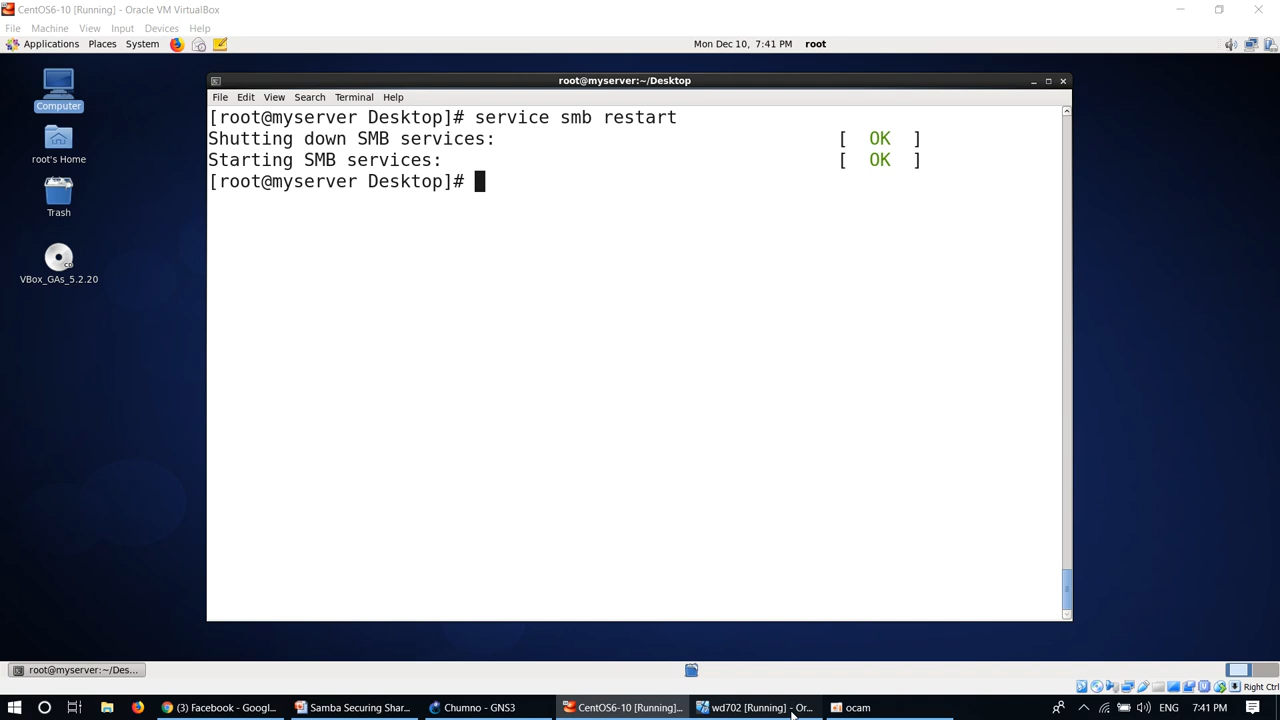 CentOS6-10 [Running] - Oracle VM VirtualBox
File Machine View Input Devices Help
Applications Places System Mon Dec 10, 7:41 PM root
Computer
root's Home
Trash
VBox_GAs_5.2.20
root@myserver:~/Desktop
File Edit View Search Terminal Help
[root@myserver Desktop]# service smb restart
Shutting down SMB services: [ OK ]
Starting SMB services: [ OK ]
[root@myserver Desktop]#
root@myserver:~/Des...
Right Ctrl
(3) Facebook - Googl... Samba Securing Shar... Chumno - GNS3 CentOS6-10 [Running]... wd702 [Running] - Or... ocam ENG 7:41 PM